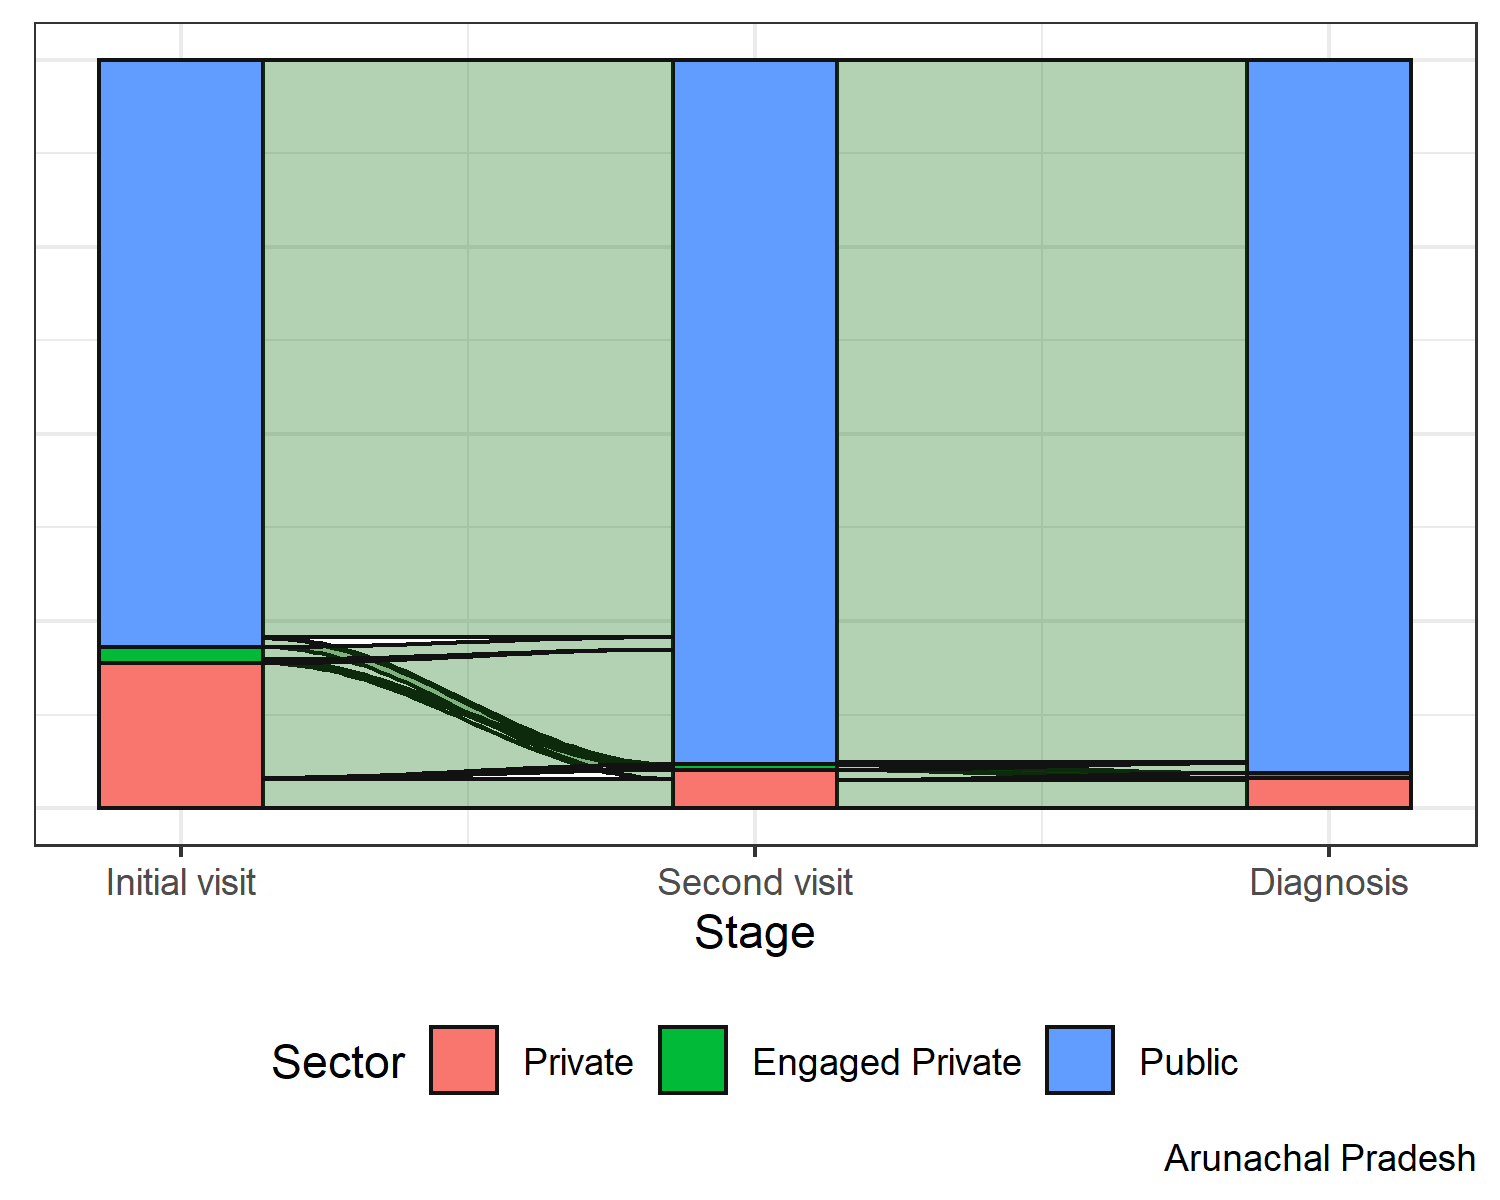 Initial visit Second visit Diagnosis
Stage
Sector Private Engaged Private Public
Arunachal Pradesh